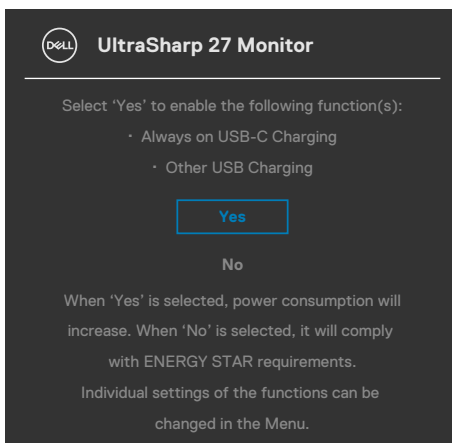 DELL UltraSharp 27 Monitor
Select ‘Yes’ to enable the following function(s):
· Always on USB-C Charging
· Other USB Charging
Yes
No
When ‘Yes’ is selected, power consumption will
increase. When ‘No’ is selected, it will comply
with ENERGY STAR requirements.
Individual settings of the functions can be
changed in the Menu.